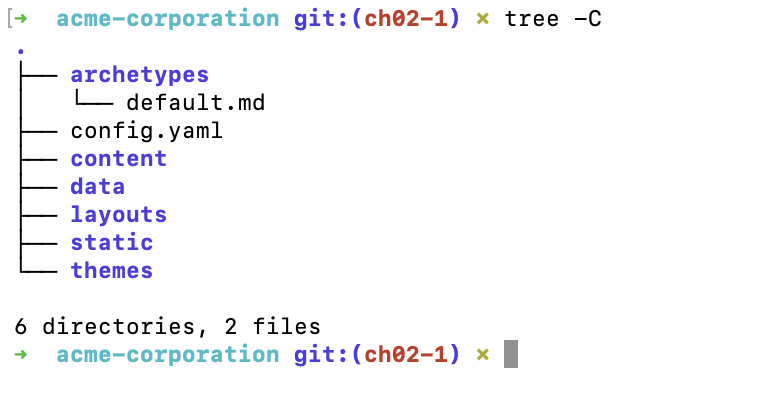 [➜  acme-corporation git:(ch02-1) ✗ tree -C
.
├── archetypes
│   └── default.md
├── config.yaml
├── content
├── data
├── layouts
├── static
└── themes
6 directories, 2 files
➜  acme-corporation git:(ch02-1) ✗